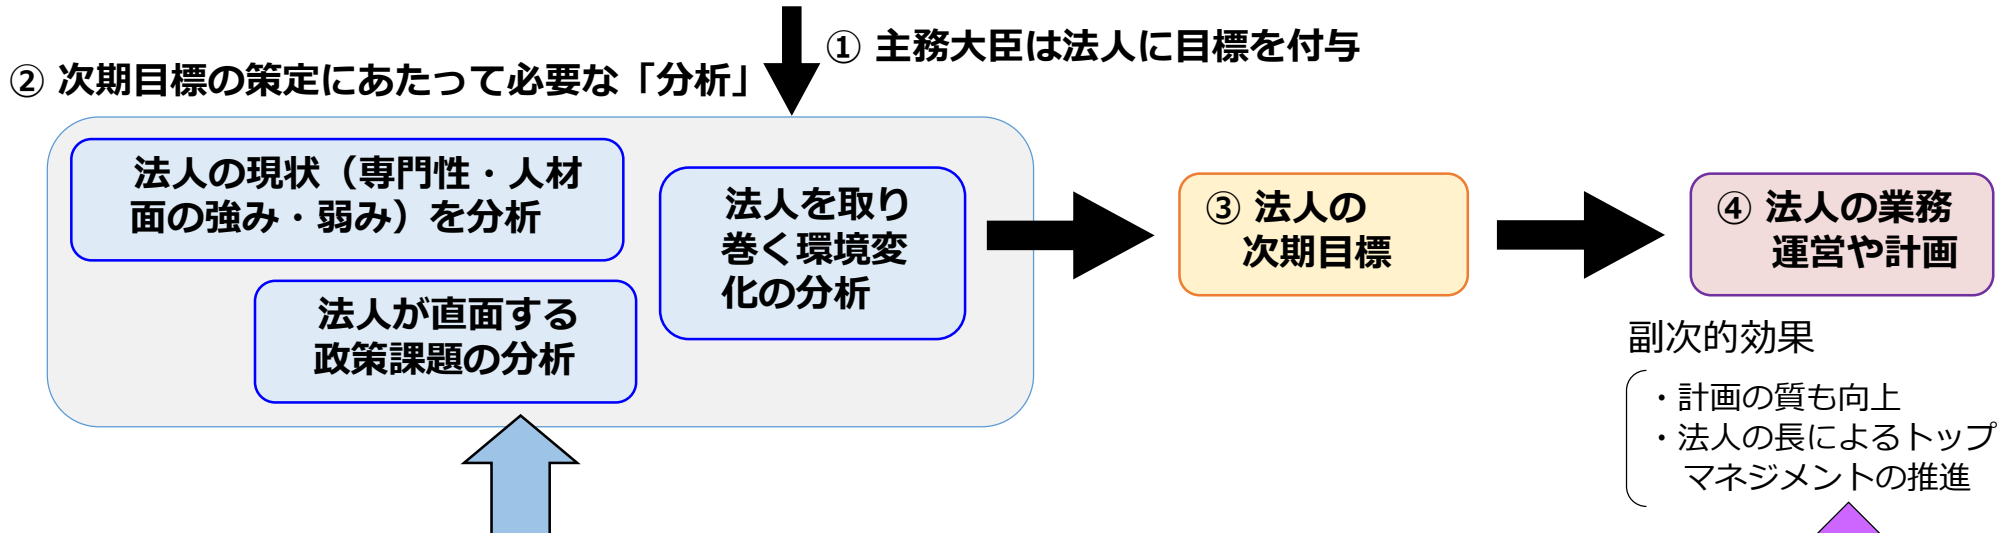 ① 主務大臣は法人に目標を付与
② 次期目標の策定にあたって必要な「分析」
法人の現状（専門性・人材
面の強み・弱み）を分析
法人を取り
巻く環境変
化の分析
法人が直面する
政策課題の分析
③ 法人の
次期目標
④ 法人の業務
運営や計画
副次的効果
・計画の質も向上
・法人の長によるトップ
マネジメントの推進